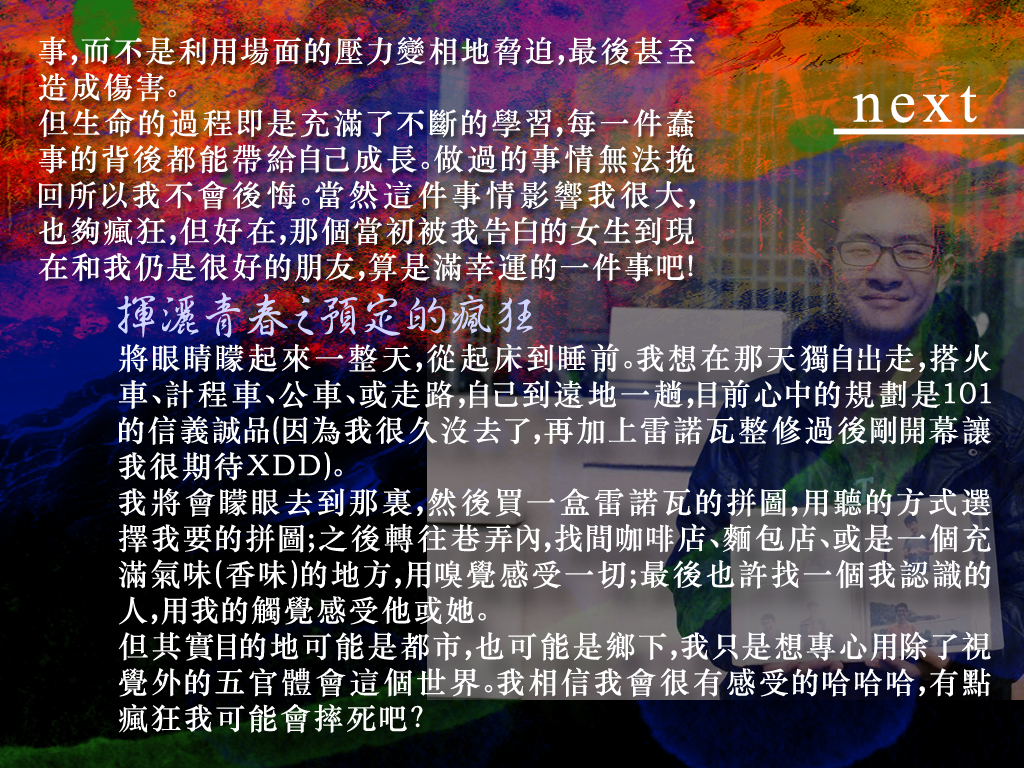 事,而不是利用場面的壓力變相地脅迫,最後甚至
造成傷害。
next
但生命的過程即是充滿了不斷的學習,每一件蠢
事的背後都能帶給自己成長。做過的事情無法挽
回所以我不會後悔。當然這件事情影響我很大,
也夠瘋狂,但好在,那個當初被我告白的女生到現
在和我仍是很好的朋友,算是滿幸運的一件事吧!
揮灑青春之預定的瘋狂
將眼睛矇起來一整天,從起床到睡前。我想在那天獨自出走,搭火
車、計程車、公車、或走路,自己到遠地一趟,目前心中的規劃是101
的信義誠品(因為我很久沒去了,再加上雷諾瓦整修過後剛開幕讓
我很期待XDD)。
我將會矇眼去到那裏,然後買一盒雷諾瓦的拼圖,用聽的方式選
擇我要的拼圖;之後轉往巷弄內,找間咖啡店、麵包店、或是一個充
滿氣味(香味)的地方,用嗅覺感受一切;最後也許找一個我認識的
人,用我的觸覺感受他或她。
但其實目的地可能是都市,也可能是鄉下,我只是想專心用除了視
覺外的五官體會這個世界。我相信我會很有感受的哈哈哈,有點
瘋狂我可能會摔死吧?